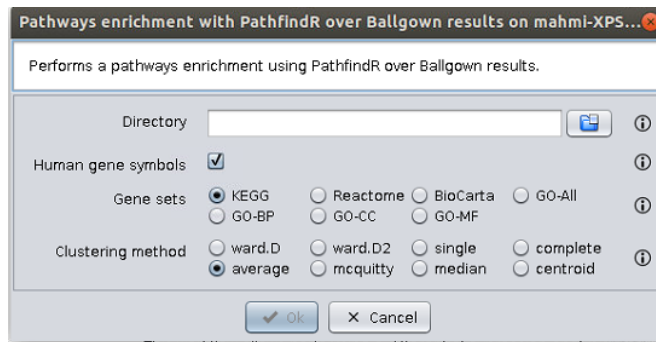 Pathways enrichment with PathfindR over Ballgown results on mahmi-XPS...
Performs a pathways enrichment using PathfindR over Ballgown results.
Directory
Human gene symbols
Gene sets KEGG Reactome BioCarta GO-All
GO-BP GO-CC GO-MF
Clustering method ward.D ward.D2 single complete
average mcquitty median centroid
Ok Cancel